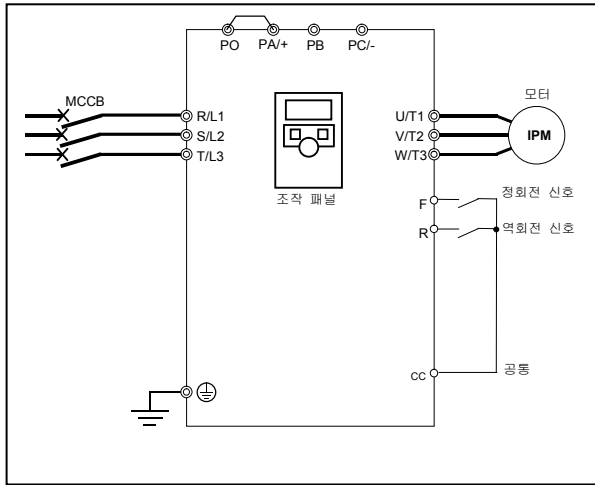 PO PA/+ PB PC/-
MCCB
R/L1
S/L2
T/L3
조작 패널
U/T1
V/T2
W/T3
모터
IPM
F
정회전 신호
R
역회전 신호
CC
공통